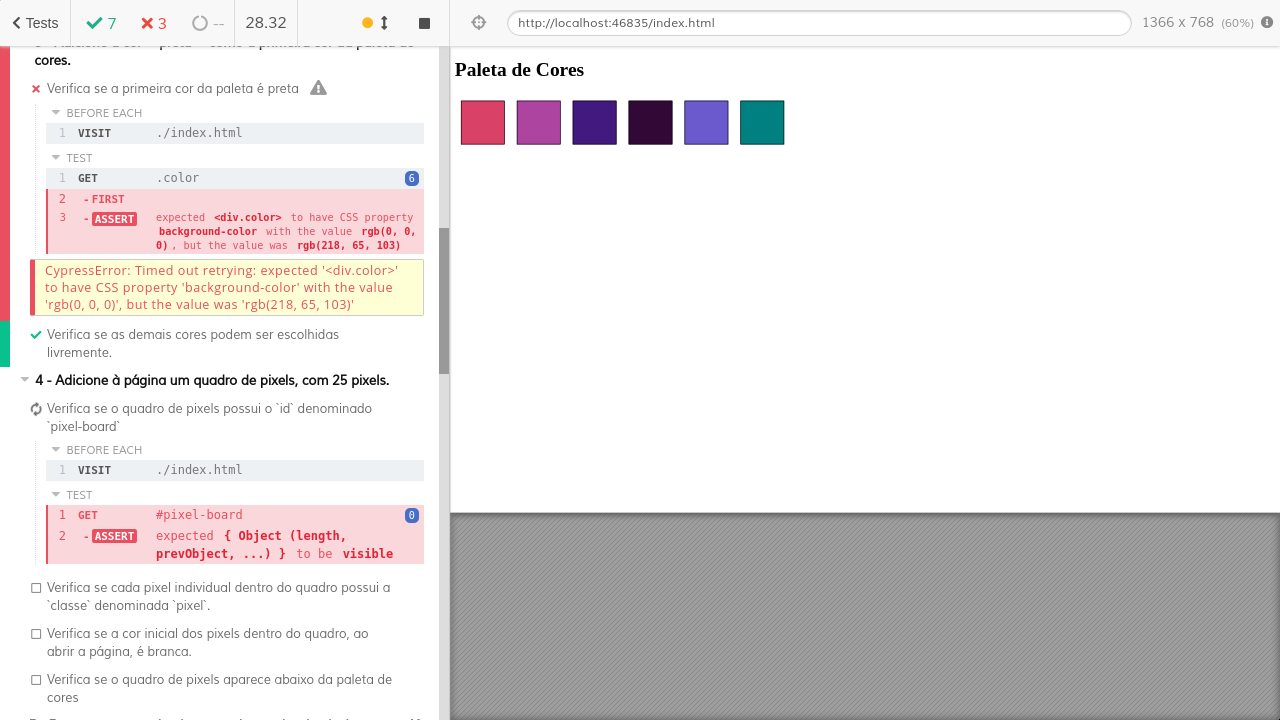 Tests 7 3 -- 28.32 http://localhost:46835/index.html 1366 x 768 (60%)
cores.
Verifica se a primeira cor da paleta é preta
BEFORE EACH
1 VISIT ./index.html
TEST
1 GET .color 6
2 - FIRST
3 - ASSERT expected <div.color> to have CSS property
background-color with the value rgb(0, 0,
0), but the value was rgb(218, 65, 103)
CypressError: Timed out retrying: expected '<div.color>'
to have CSS property 'background-color' with the value
'rgb(0, 0, 0)', but the value was 'rgb(218, 65, 103)'
Verifica se as demais cores podem ser escolhidas
livremente.
4 - Adicione à página um quadro de pixels, com 25 pixels.
Verifica se o quadro de pixels possui o `id` denominado
`pixel-board`
BEFORE EACH
1 VISIT ./index.html
TEST
1 GET #pixel-board 0
2 - ASSERT expected { Object (length,
prevObject, ...) } to be visible
Verifica se cada pixel individual dentro do quadro possui a
`classe` denominada `pixel`.
Verifica se a cor inicial dos pixels dentro do quadro, ao
abrir a página, é branca.
Verifica se o quadro de pixels aparece abaixo da paleta de
cores
Paleta de Cores